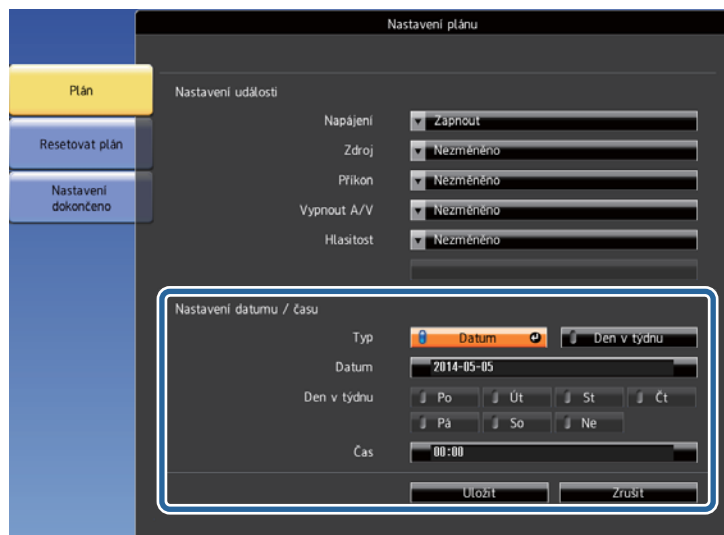 Nastavení plánu
Plán
Resetovat plán
Nastavení
dokončeno
Nastavení události
Napájení Zapnout
Zdroj Nezměněno
Příkon Nezměněno
Vypnout A/V Nezměněno
Hlasitost Nezměněno
Nastavení datumu / času
Typ Datum Den v týdnu
Datum 2014-05-05
Den v týdnu Po Út St Čt
Pá So Ne
Čas 00:00
Uložit Zrušit